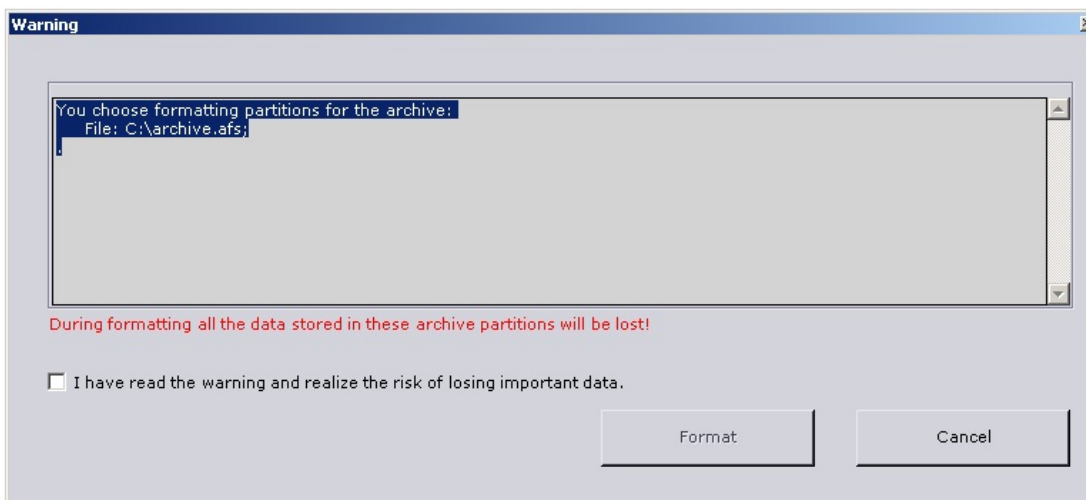 Warning
You choose formatting partitions for the archive:
File: C:\archive.afs;
.
During formatting all the data stored in these archive partitions will be lost!
I have read the warning and realize the risk of losing important data.
Format
Cancel